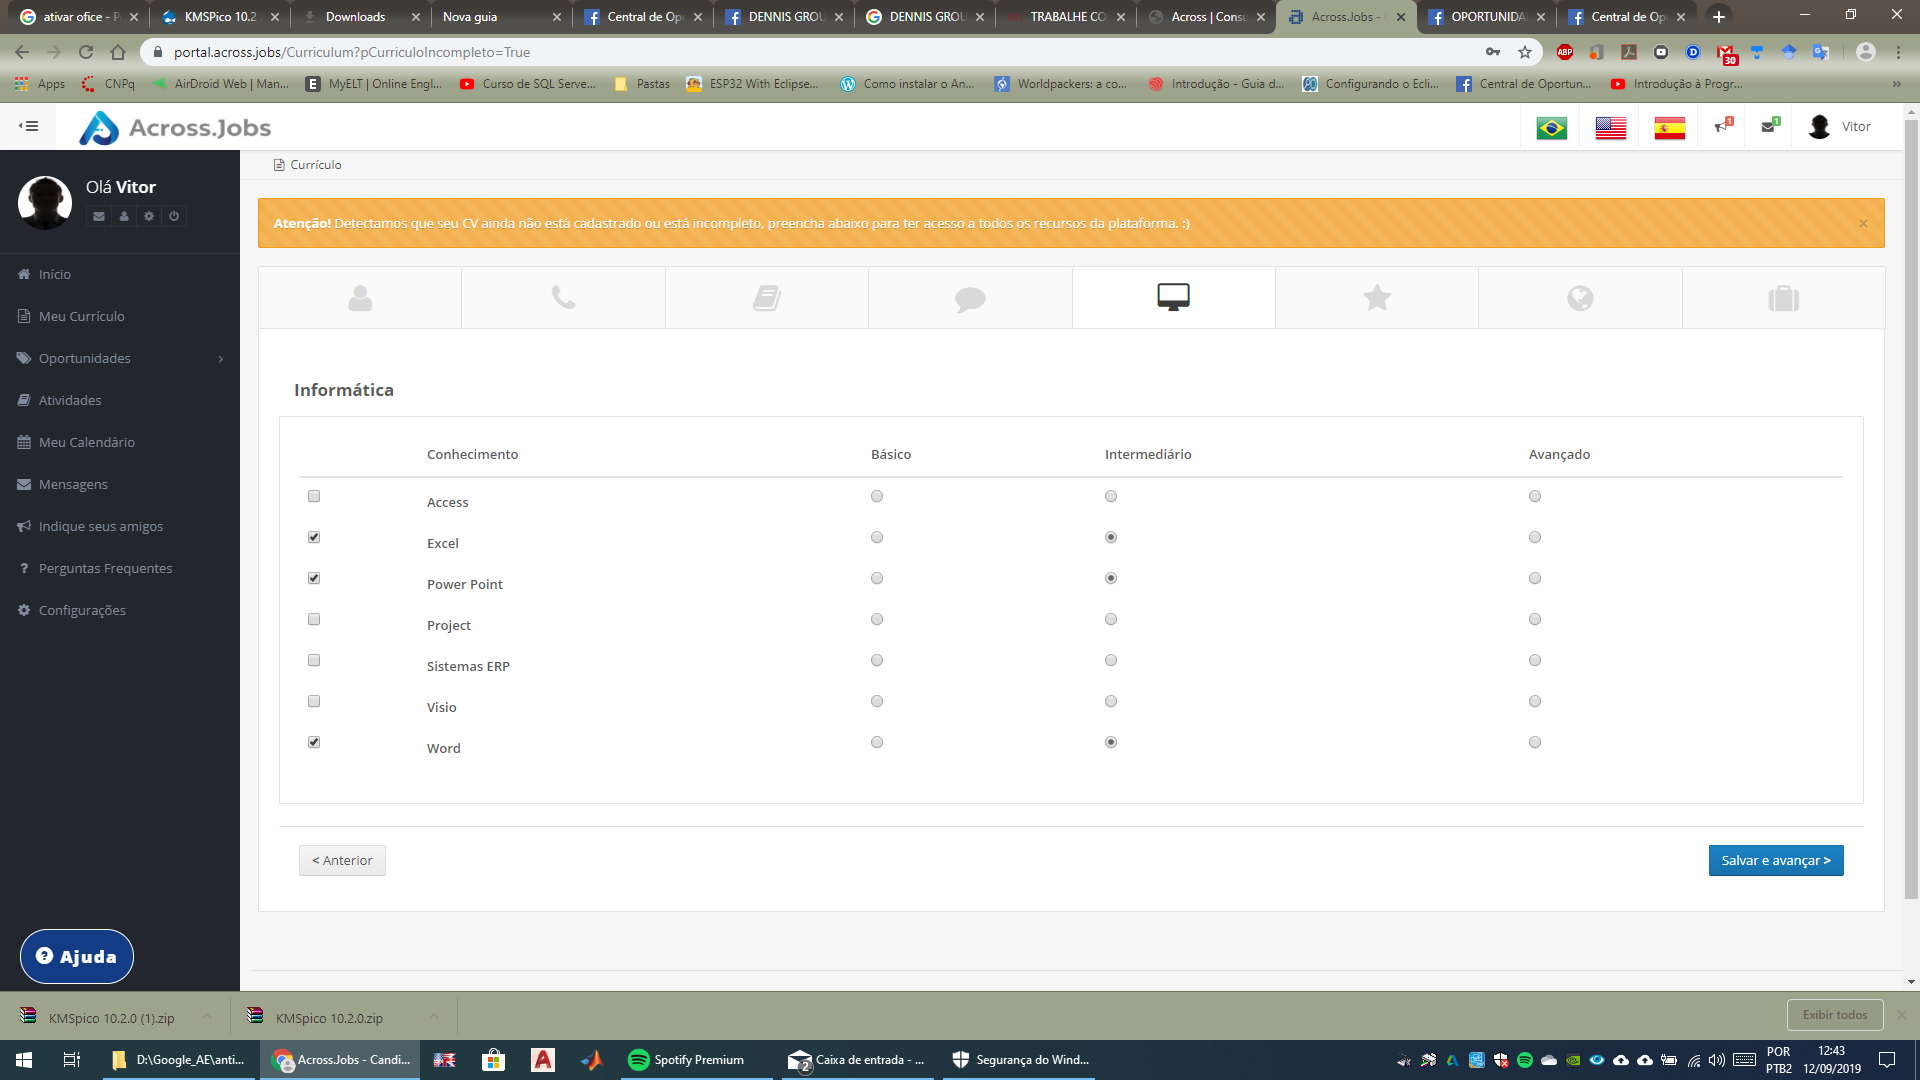 ativar ofice - P
KMSPico 10.2
Downloads
Nova guia
Central de Op
DENNIS GROU
DENNIS GROU
TRABALHE CO
Across | Consu
Across.Jobs -
OPORTUNIDA
Central de Op
portal.across.jobs/Curriculum?pCurriculoIncompleto=True
ABP
30
Apps
CNPq
AirDroid Web | Man...
MyELT | Online Engl...
Curso de SQL Serve...
Pastas
ESP32 With Eclipse...
Como instalar o An...
Worldpackers: a co...
Introdução - Guia d...
Configurando o Ecli...
Central de Oportun...
Introdução à Progr...
»
Across.Jobs
1
1
Vitor
Olá Vitor
Início
Meu Currículo
Oportunidades
Atividades
Meu Calendário
Mensagens
Indique seus amigos
Perguntas Frequentes
Configurações
Ajuda
Currículo
Atenção! Detectamos que seu CV ainda não está cadastrado ou está incompleto, preencha abaixo para ter acesso a todos os recursos da plataforma. :)
×
Informática
Conhecimento Básico Intermediário Avançado
Access
Excel
Power Point
Project
Sistemas ERP
Visio
Word
< Anterior
Salvar e avançar >
KMSpico 10.2.0 (1).zip
KMSpico 10.2.0.zip
Exibir todos
D:\Google_AE\anti...
Across.Jobs - Candi...
Spotify Premium
2
Caixa de entrada - ...
Segurança do Wind...
POR
PTB2
12:43
12/09/2019